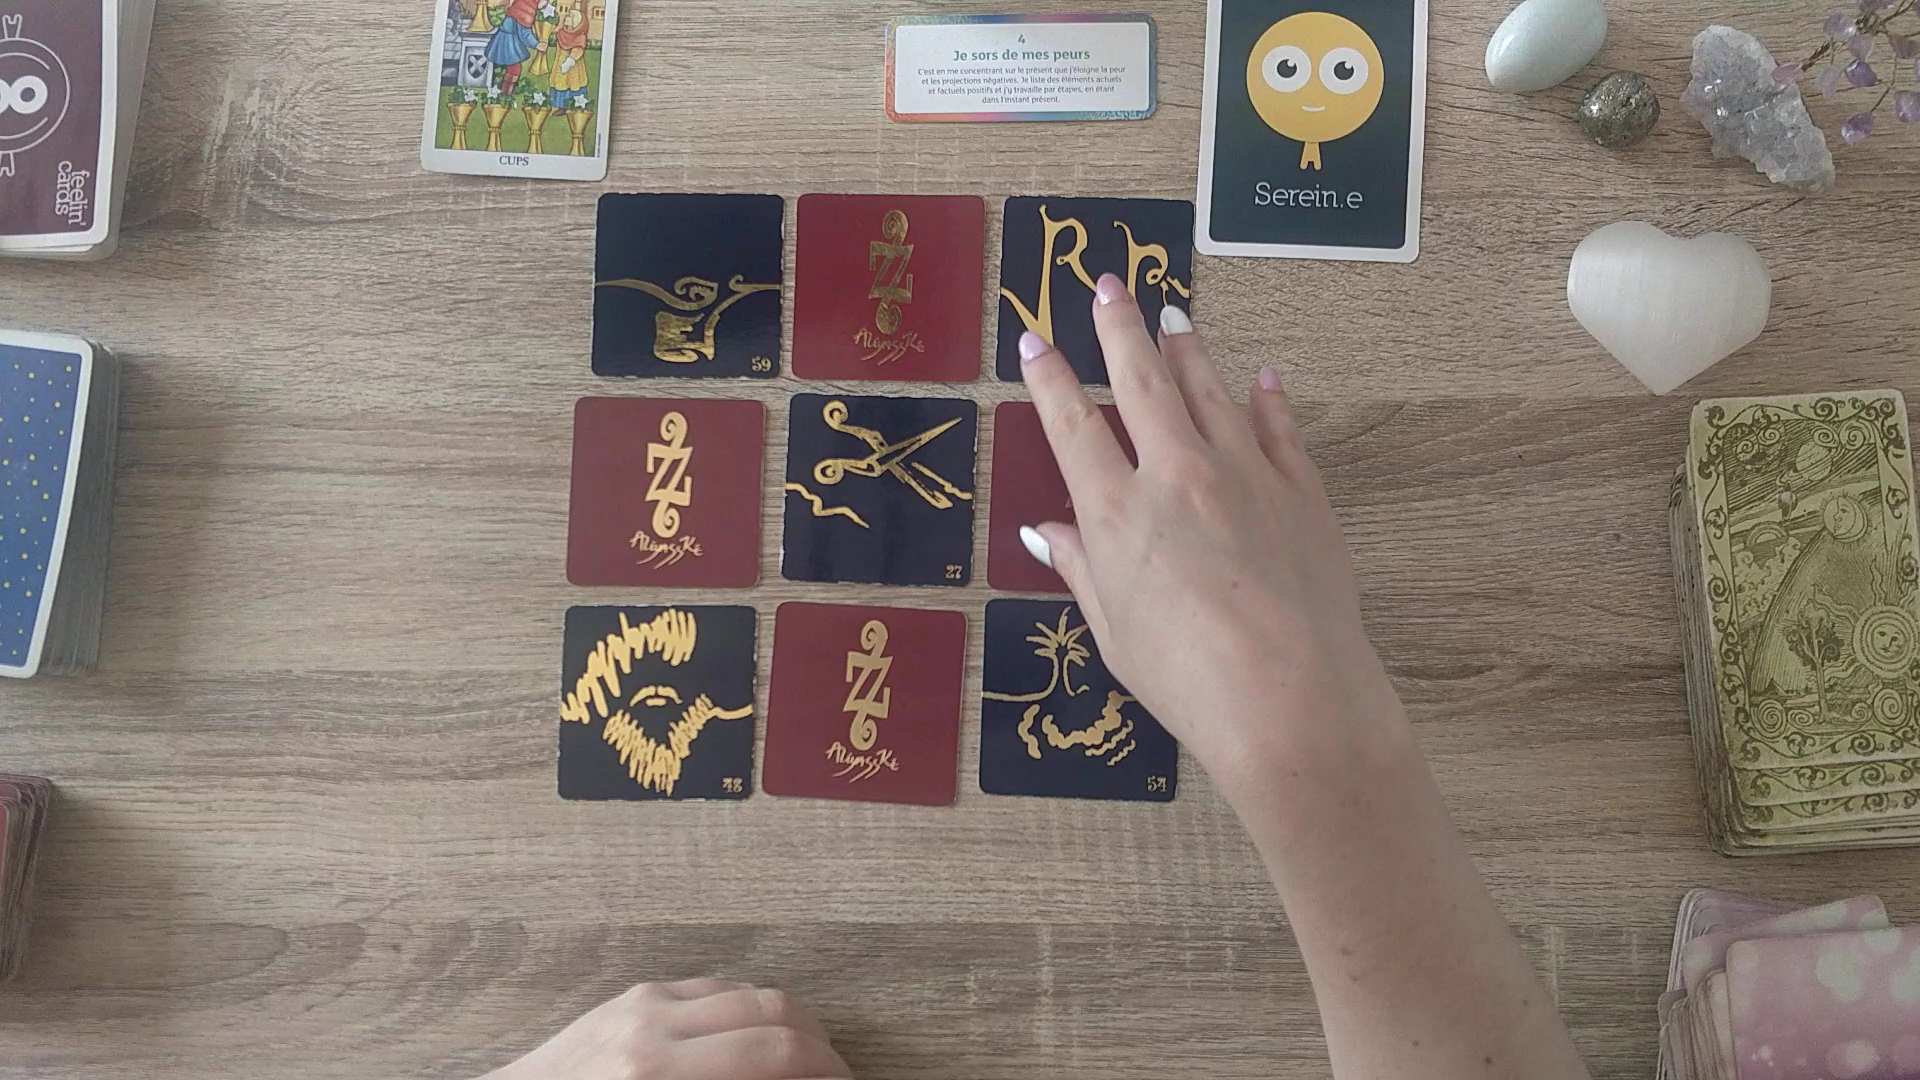 feelin'
cards
CUPS
4
Je sors de mes peurs
C'est en me concentrant sur le présent que j'éloigne la peur
et les projections négatives. Je liste des éléments actuels
et factuels positifs et j'y travaille par étapes, en étant
dans l'instant présent.
Serein.e
59
27
48
54